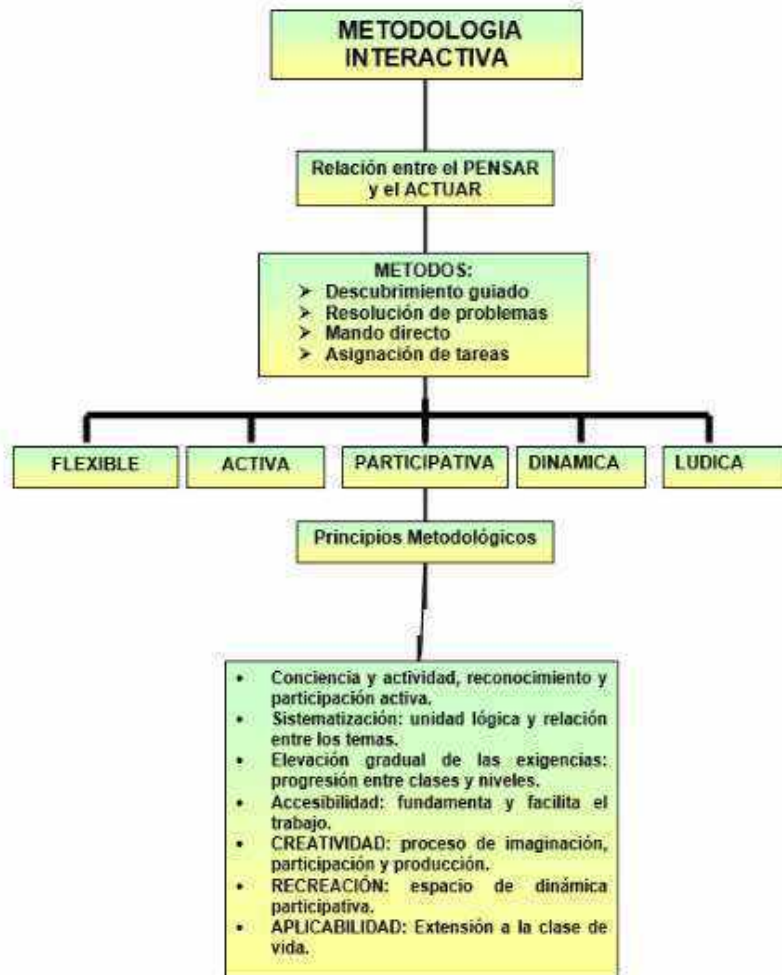 METODOLOGIA
INTERACTIVA
Relación entre el PENSAR
y el ACTUAR
METODOS:
➢ Descubrimiento guiado
➢ Resolución de problemas
➢ Mando directo
➢ Asignación de tareas
FLEXIBLE
ACTIVA
PARTICIPATIVA
DINAMICA
LUDICA
Principios Metodológicos
• Conciencia y actividad, reconocimiento y
participación activa.
• Sistematización: unidad lógica y relación
entre los temas.
• Elevación gradual de las exigencias:
progresión entre clases y niveles.
• Accesibilidad: fundamenta y facilita el
trabajo.
• CREATIVIDAD: proceso de imaginación,
participación y producción.
• RECREACIÓN: espacio de dinámica
participativa.
• APLICABILIDAD: Extensión a la clase de
vida.